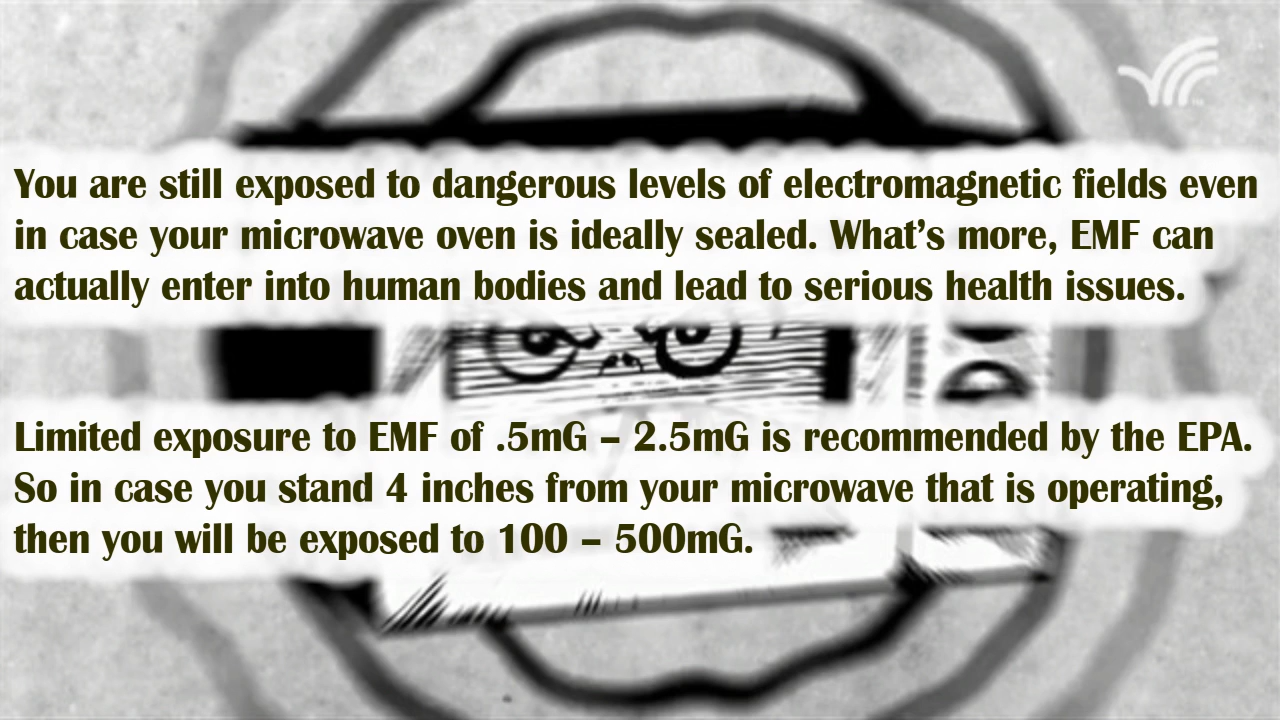 You are still exposed to dangerous levels of electromagnetic fields even
in case your microwave oven is ideally sealed. What’s more, EMF can
actually enter into human bodies and lead to serious health issues.
Limited exposure to EMF of .5mG – 2.5mG is recommended by the EPA.
So in case you stand 4 inches from your microwave that is operating,
then you will be exposed to 100 – 500mG.